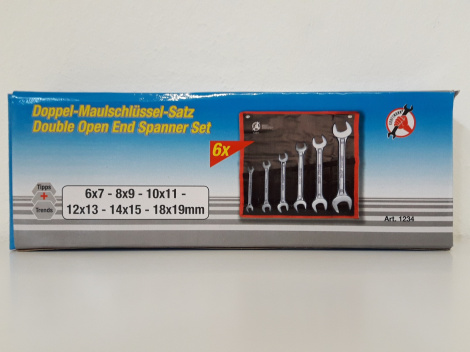 Doppel-Maulschlüssel-Satz
Double Open End Spanner Set
6x
Tipps
+
Trends
6x7 - 8x9 - 10x11 -
12x13 - 14x15 - 18x19mm
Art. 1234